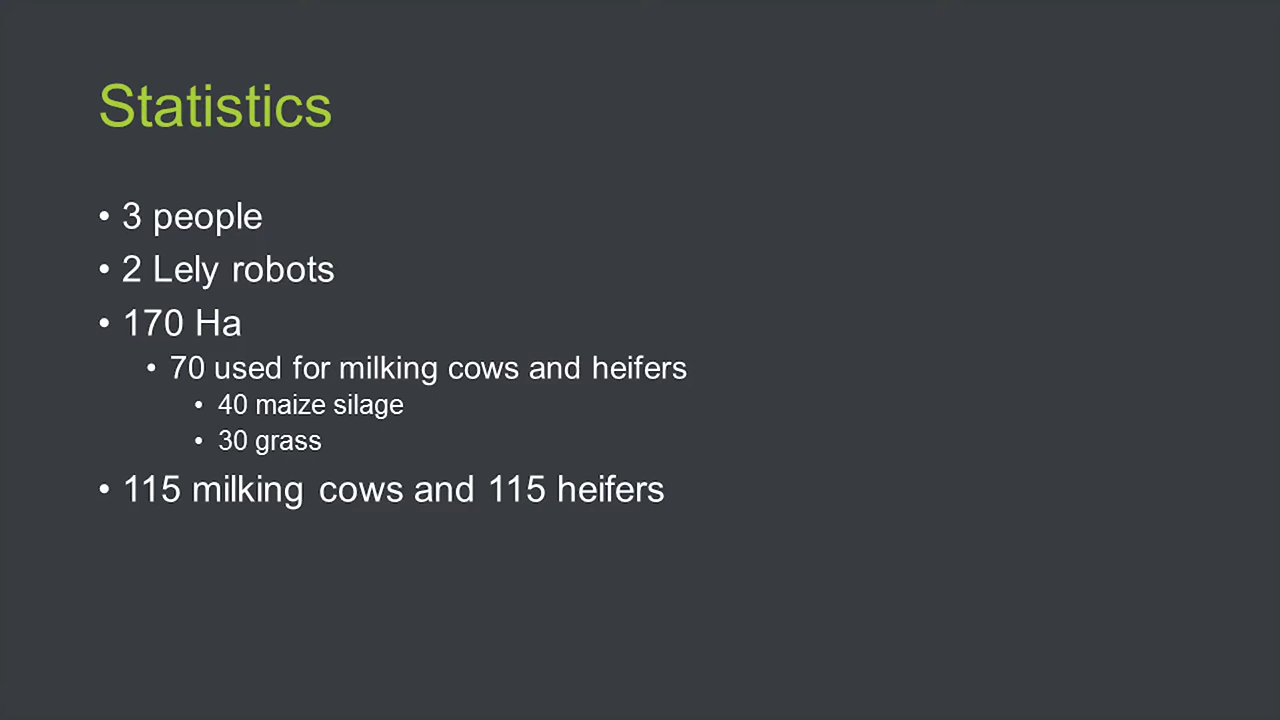 Statistics
• 3 people
• 2 Lely robots
• 170 Ha
• 70 used for milking cows and heifers
• 40 maize silage
• 30 grass
• 115 milking cows and 115 heifers